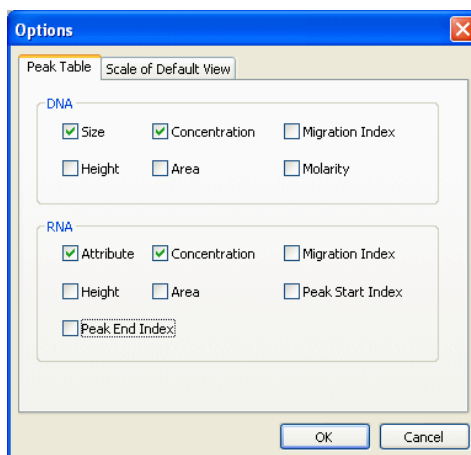 Options
Peak Table Scale of Default View
DNA
Size Concentration Migration Index
Height Area Molarity
RNA
Attribute Concentration Migration Index
Height Area Peak Start Index
Peak End Index
OK Cancel